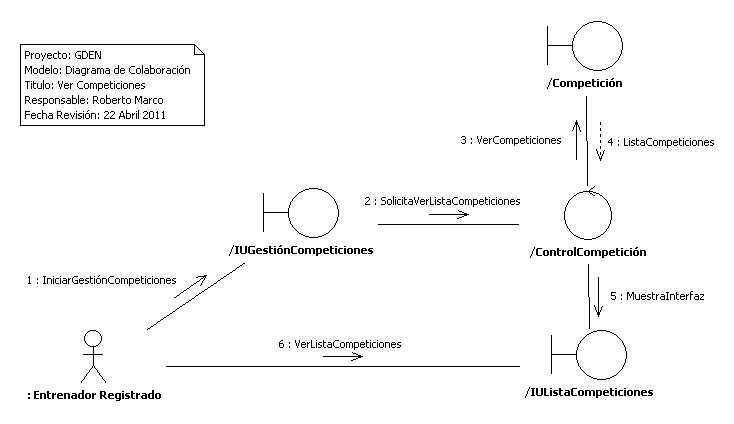 Proyecto: GDEN
Modelo: Diagrama de Colaboración
Titulo: Ver Competiciones
Responsable: Roberto Marco
Fecha Revisión: 22 Abril 2011
/Competición
3 : VerCompeticiones
4 : ListaCompeticiones
2 : SolicitaVerListaCompeticiones
/IUGestiónCompeticiones
/ControlCompetición
1 : IniciarGestiónCompeticiones
5 : MuestraInterfaz
6 : VerListaCompeticiones
: Entrenador Registrado
/IUListaCompeticiones